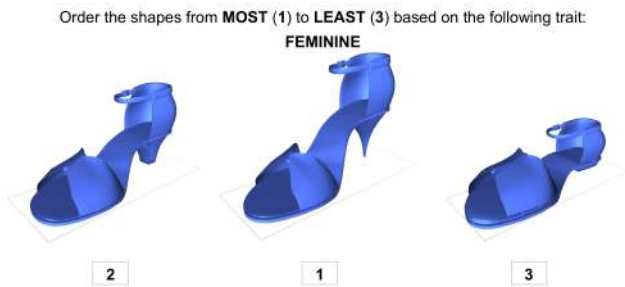 Order the shapes from MOST (1) to LEAST (3) based on the following trait:
FEMININE
2 1 3